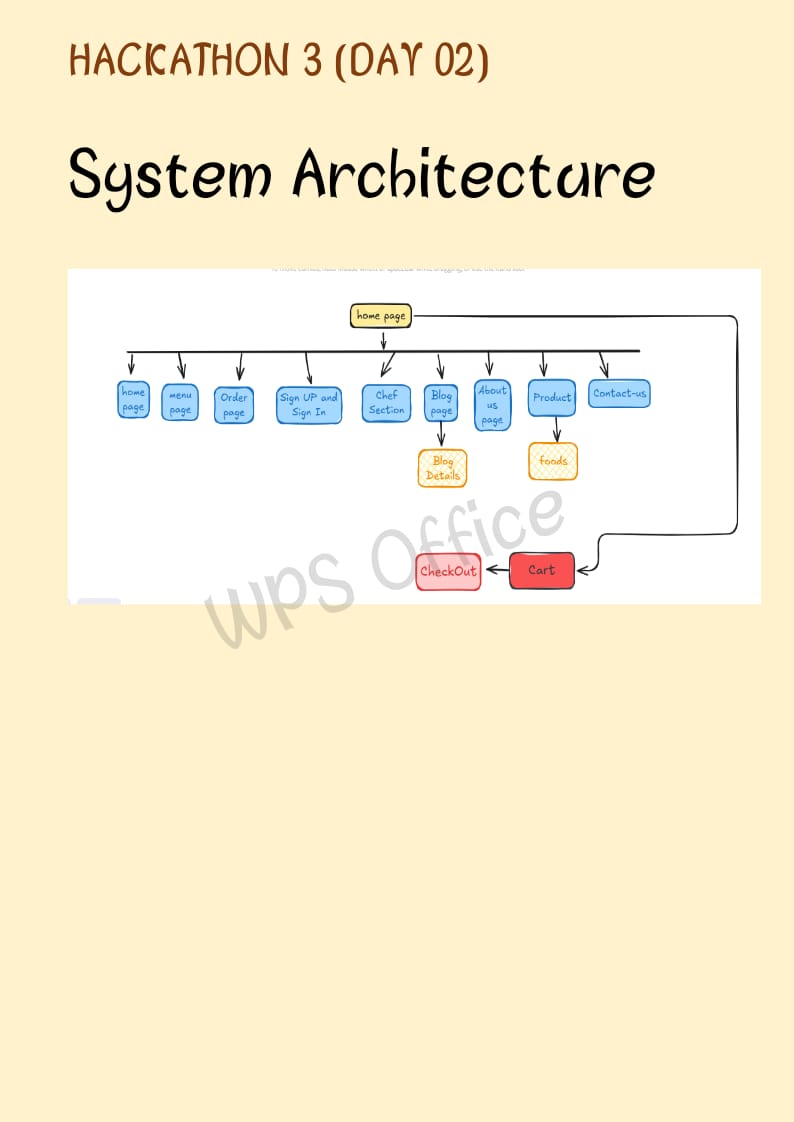 HACKATHON 3 (DAY 02)
System Architecture
home page
home
page
menu
page
Order
page
Sign UP and
Sign In
Chef
Section
Blog
page
About
us
page
Product
Contact-us
Blog
Details
foods
CheckOut
Cart
WPS Office